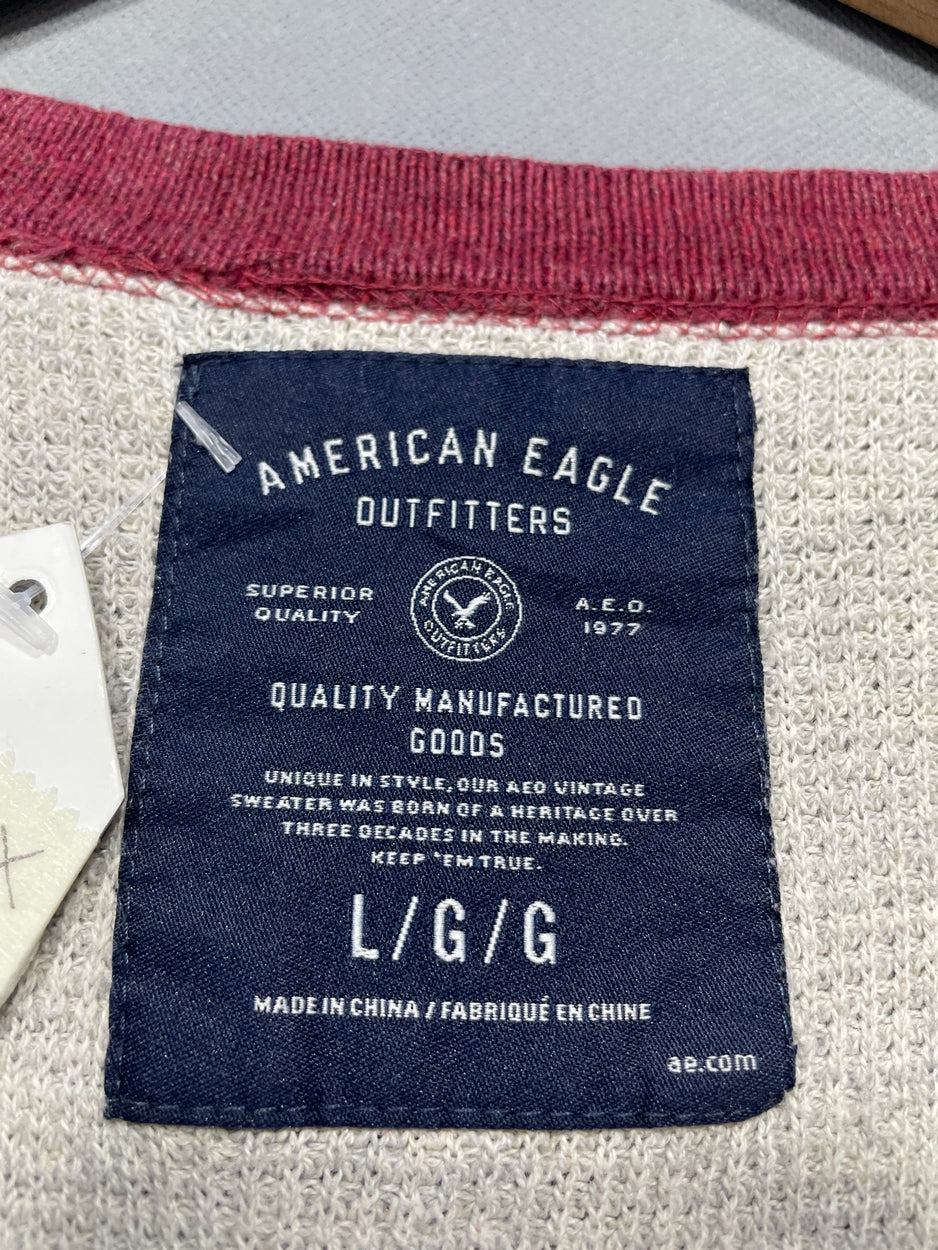 AMERICAN EAGLE
OUTFITTERS
SUPERIOR
QUALITY
AMERICAN EAGLE
OUTFITTERS
A.E.O.
1977
QUALITY MANUFACTURED
GOODS
UNIQUE IN STYLE, OUR AEO VINTAGE
SWEATER WAS BORN OF A HERITAGE OVER
THREE DECADES IN THE MAKING.
KEEP 'EM TRUE.
L/G/G
MADE IN CHINA / FABRIQUÉ EN CHINE
ae.com